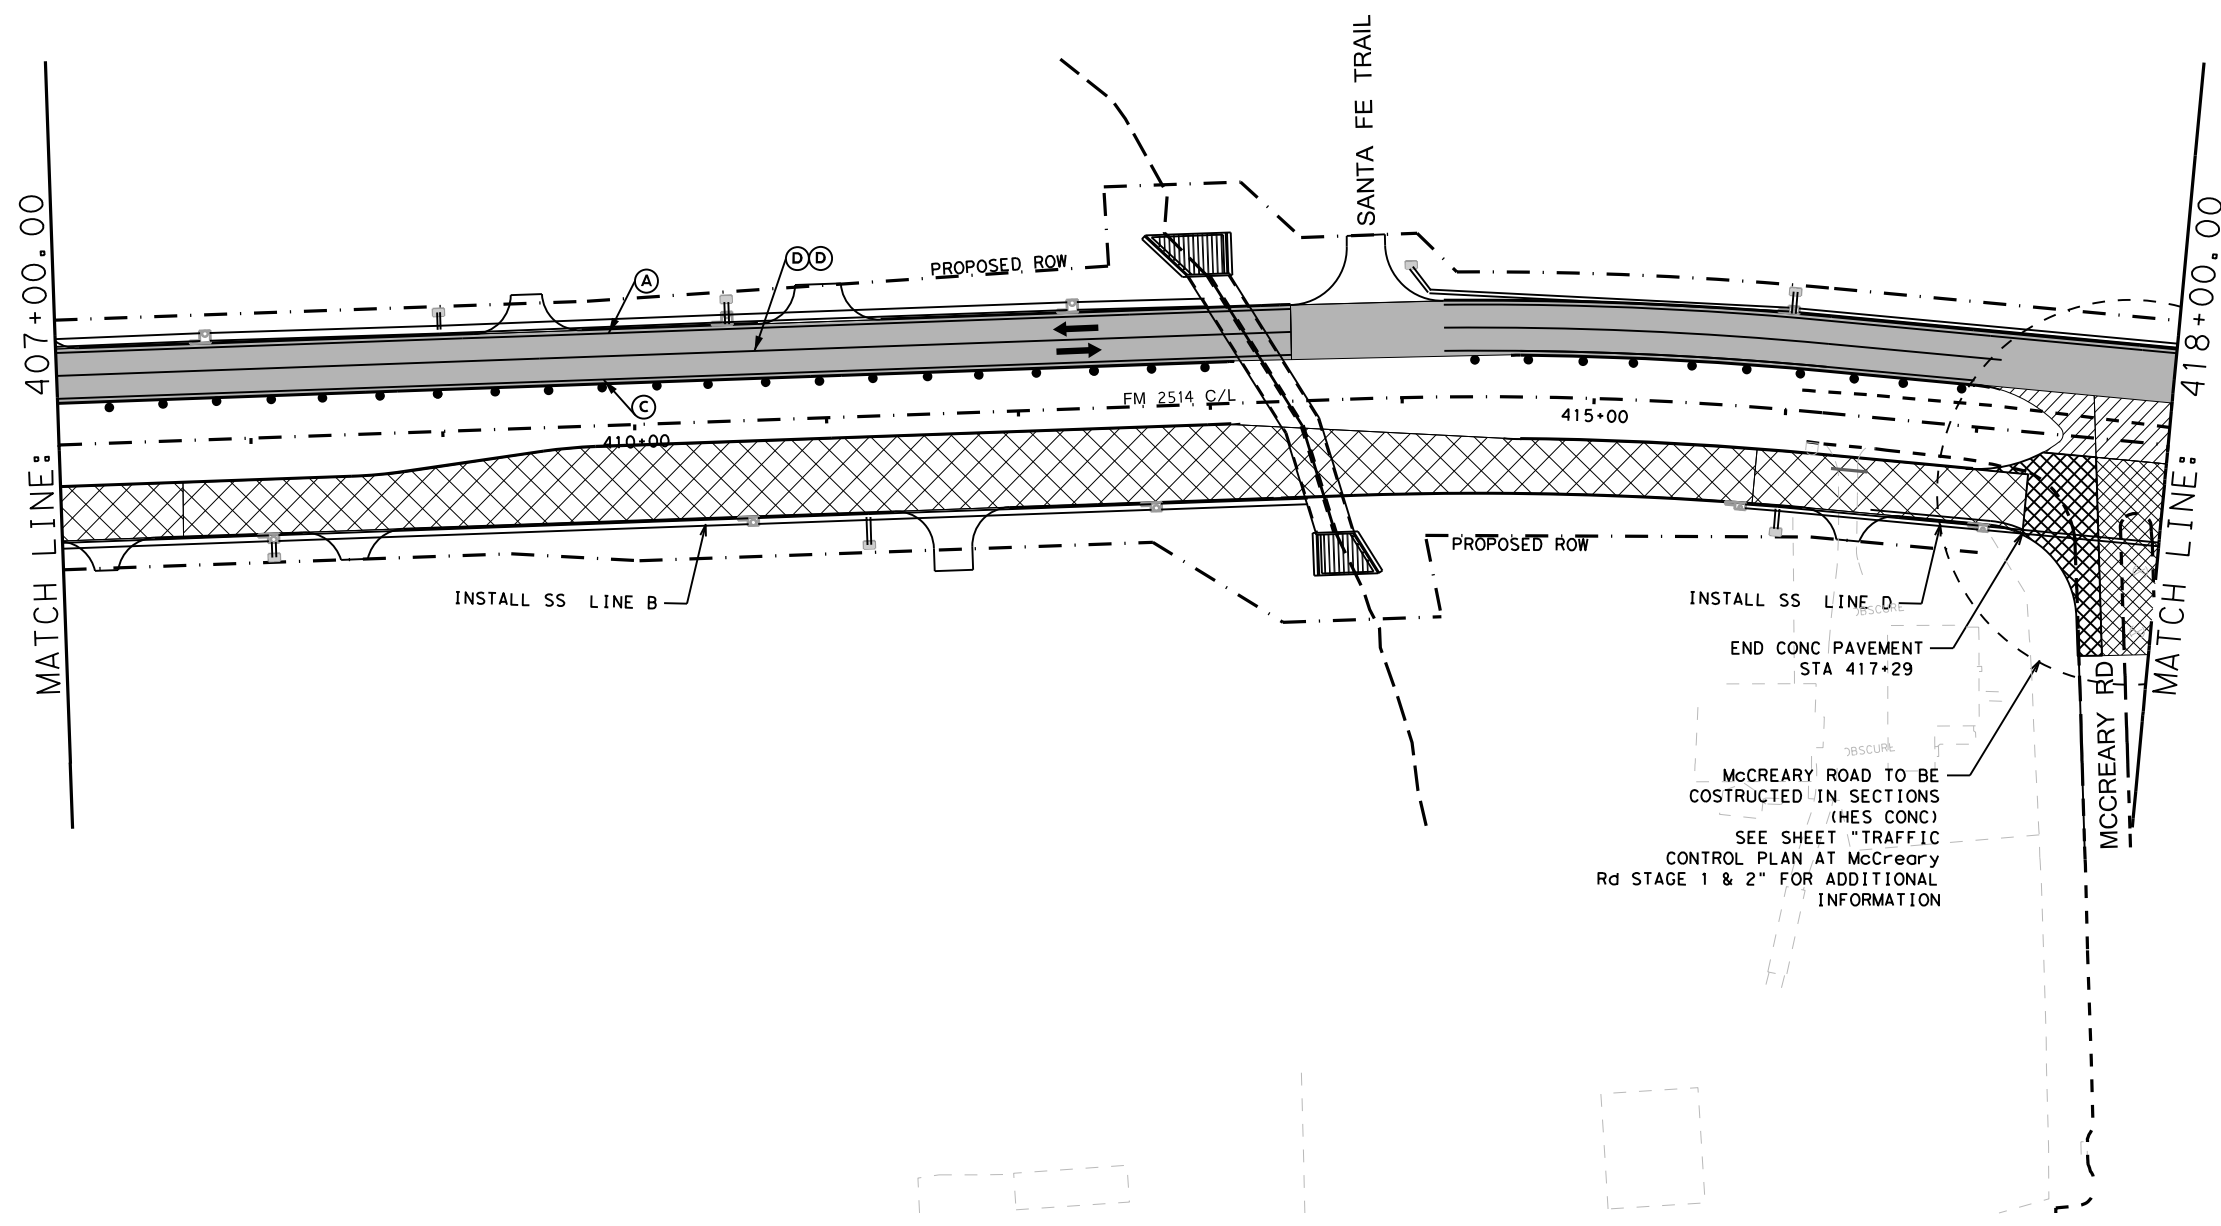 SANTA FE TRAIL
MATCH LINE: 407+00.00
MATCH LINE: 418+00.00
A
D D
PROPOSED ROW
C
FM 2514 C/L
410+00
415+00
PROPOSED ROW
INSTALL SS LINE B
INSTALL SS LINE D
OBSCURE
END CONC PAVEMENT
STA 417+29
MCCREARY RD
OBSCURE
McCREARY ROAD TO BE
COSTRUCTED IN SECTIONS
(HES CONC)
SEE SHEET "TRAFFIC
CONTROL PLAN AT McCreary
Rd STAGE 1 & 2" FOR ADDITIONAL
INFORMATION